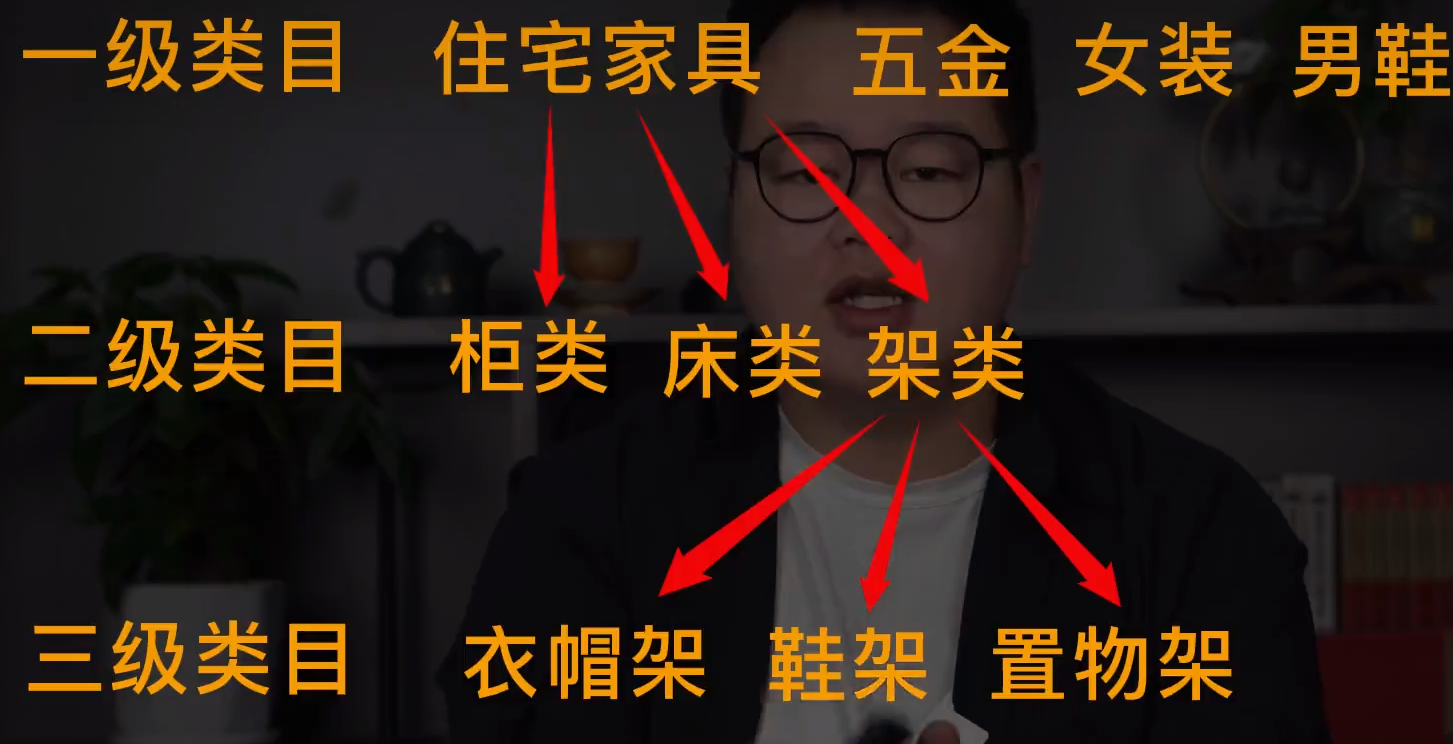 一级类目 住宅家具 五金 女装 男鞋
二级类目 柜类 床类 架类
三级类目 衣帽架 鞋架 置物架